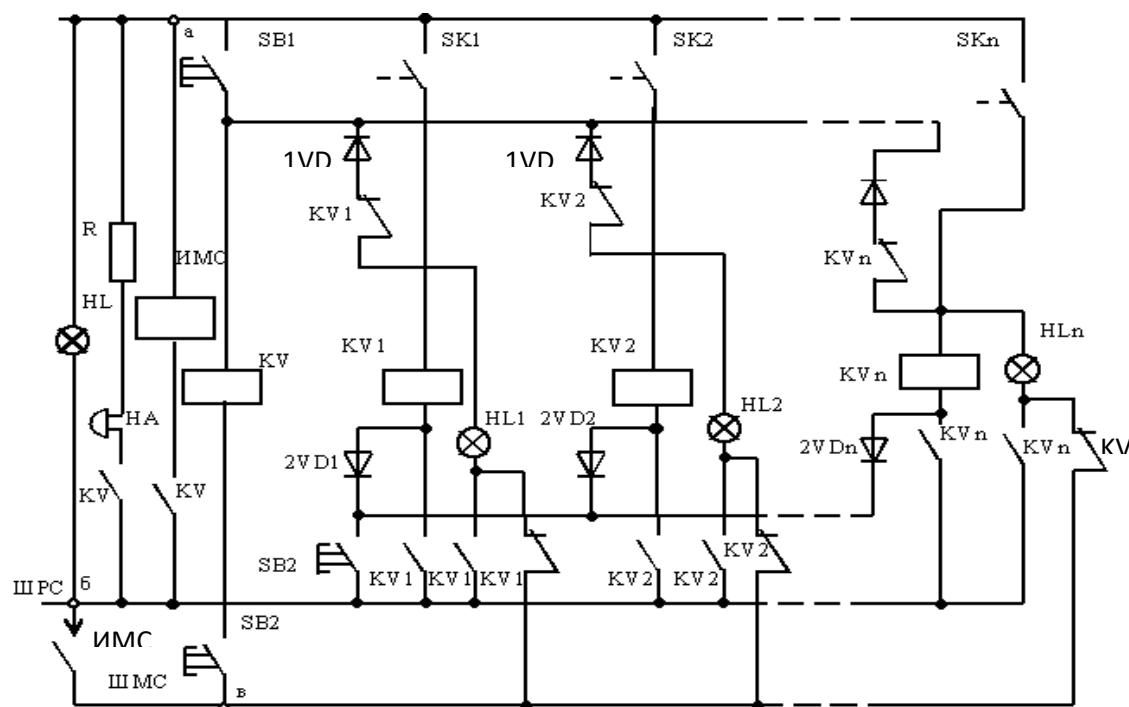 а
SB1
SK1
SK2
SKn
1VD
1VD
KV1
KV2
R
ИМС
KVn
HL
KV
KV1
KV2
KVn
HLn
HA
HL1
2VD2
HL2
2VD1
2VDn
KVn
KVn
KV
KV
KV
SB2
KV1
KV1
KV1
KV2
KV2
KV2
ШРС
б
ИМС
SB2
ШМС
в